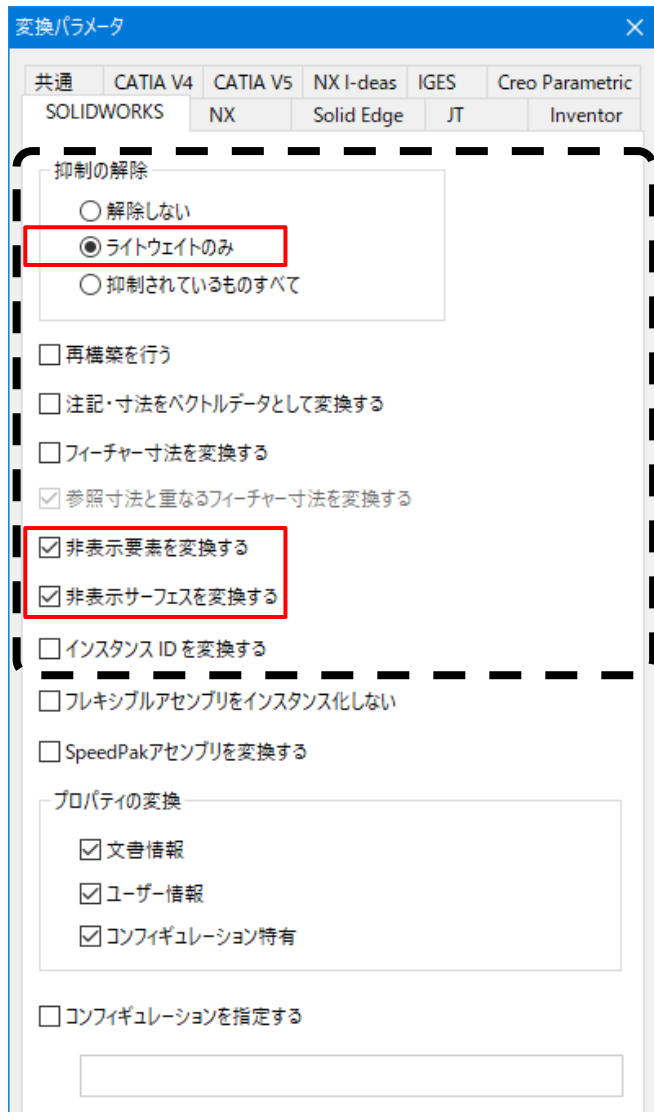 変換パラメータ
共通 CATIA V4 CATIA V5 NX I-deas IGES Creo Parametric
SOLIDWORKS NX Solid Edge JT Inventor
抑制の解除
解除しない
ライトウェイトのみ
抑制されているものすべて
再構築を行う
注記・寸法をベクトルデータとして変換する
フィーチャー寸法を変換する
参照寸法と重なるフィーチャー寸法を変換する
非表示要素を変換する
非表示サーフェスを変換する
インスタンス ID を変換する
フレキシブルアセンブリをインスタンス化しない
SpeedPakアセンブリを変換する
プロパティの変換
文書情報
ユーザー情報
コンフィギュレーション特有
コンフィギュレーションを指定する